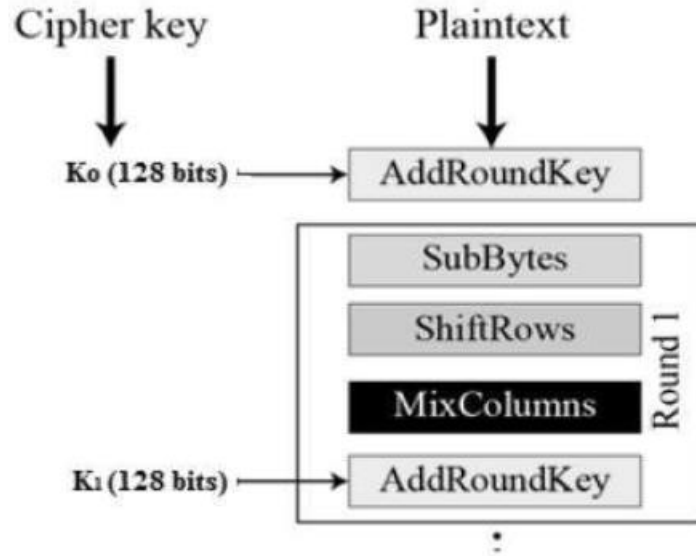 Cipher key
Plaintext
K0 (128 bits)
AddRoundKey
SubBytes
ShiftRows
MixColumns
Round 1
K1 (128 bits)
AddRoundKey